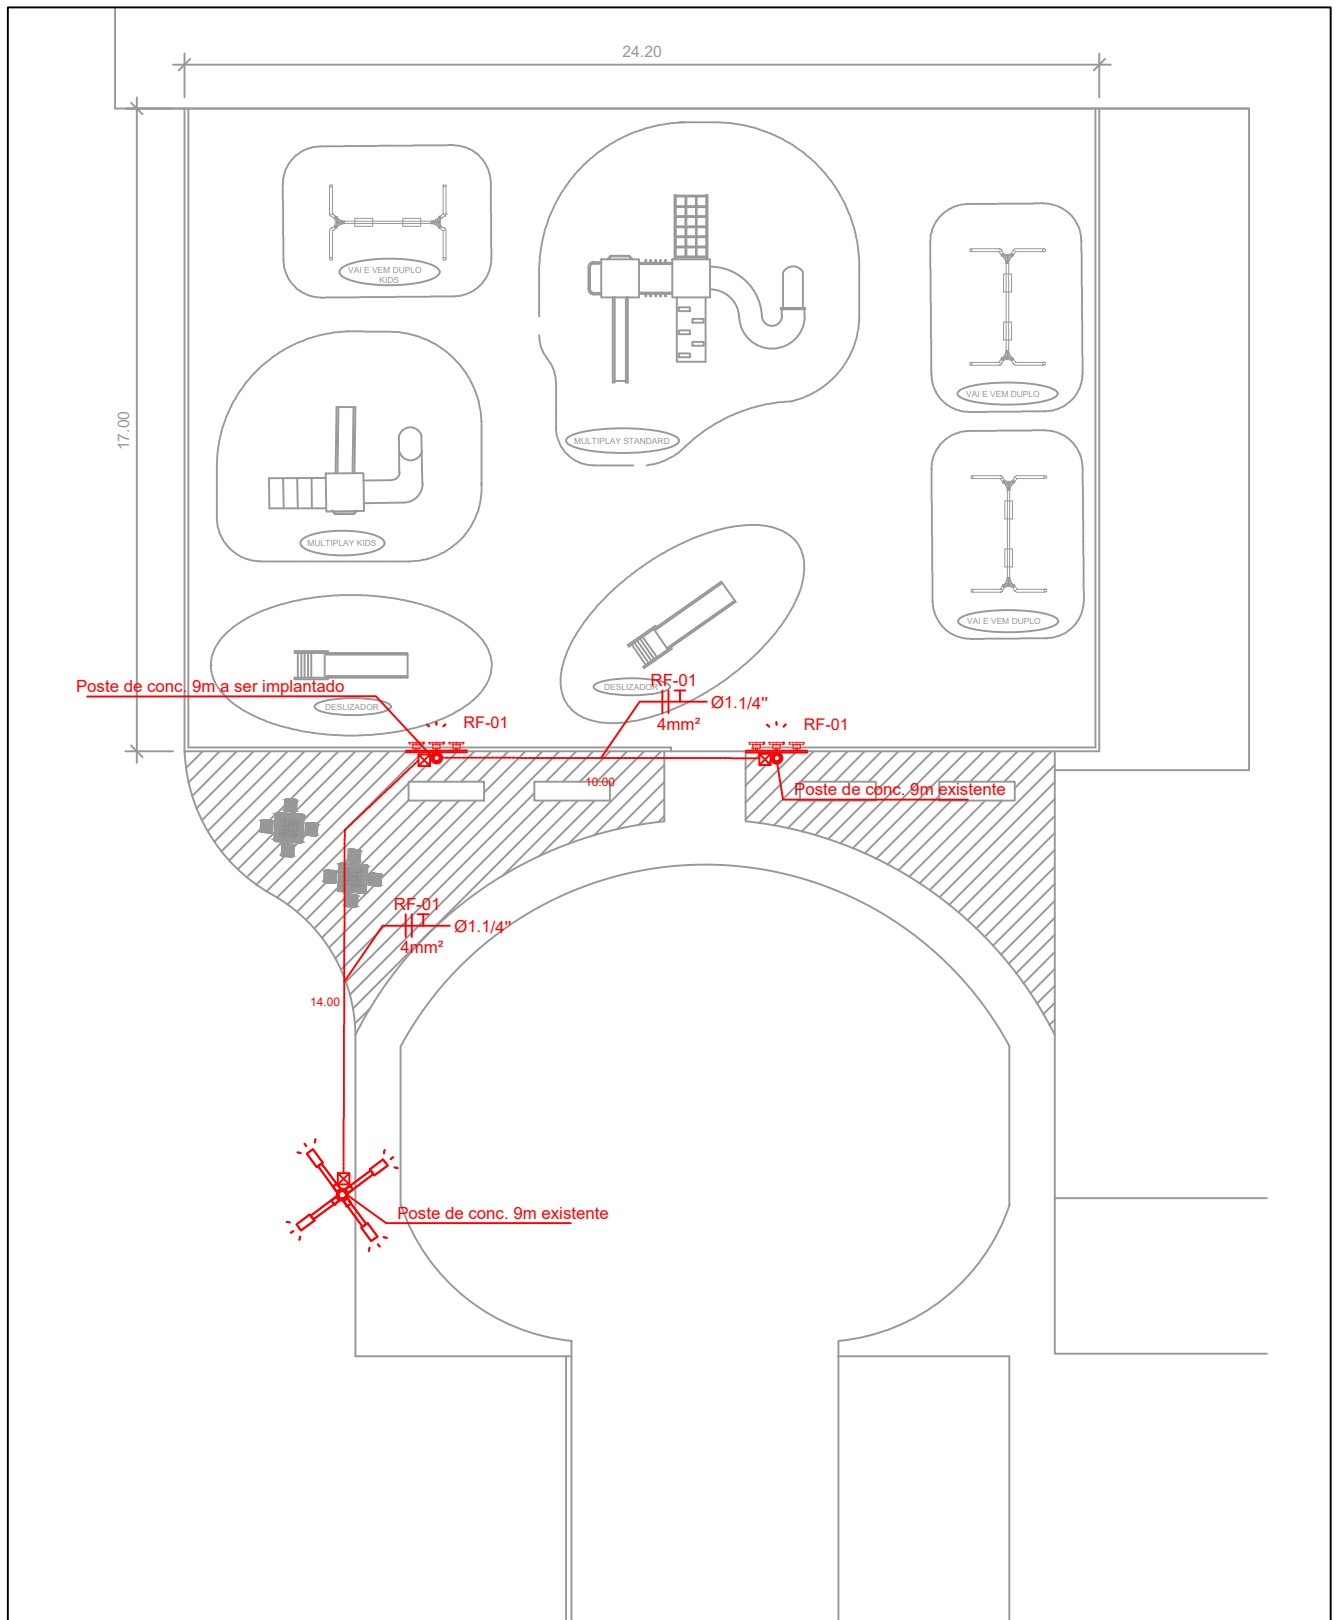 24.20
17.00
VAI E VEM DUPLO
KIDS
VAI E VEM DUPLO
MULTIPLAY STANDARD
MULTIPLAY KIDS
VAI E VEM DUPLO
Poste de conc. 9m a ser implantado
DESLIZADOR
DESLIZADOR
RF-01
Ø1.1/4"
4mm²
RF-01
RF-01
10.00
Poste de conc. 9m existente
RF-01
Ø1.1/4"
4mm²
14.00
Poste de conc. 9m existente